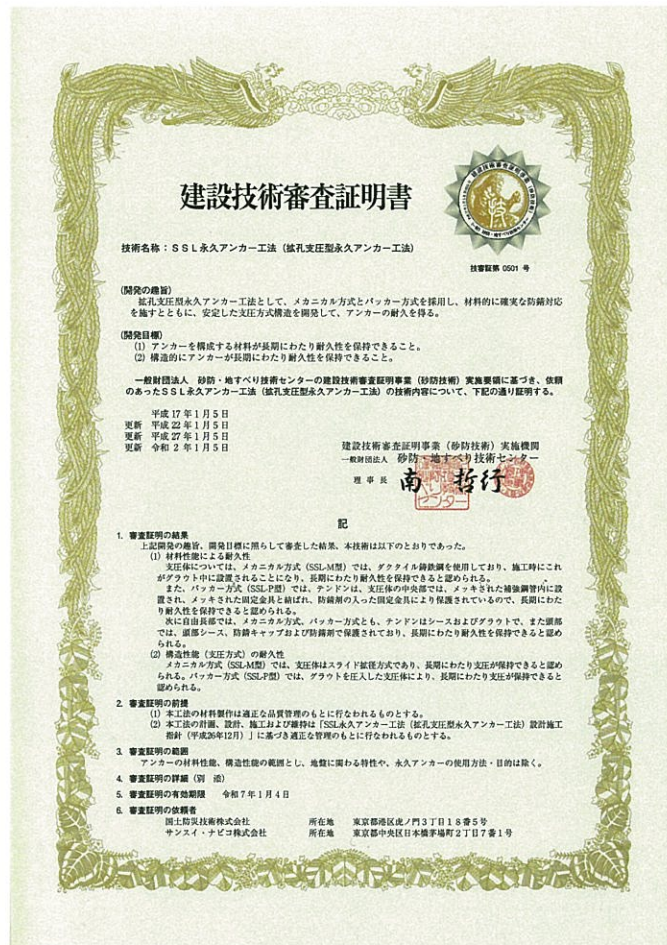 建設技術審査証明書
技術名称：ＳＳＬ永久アンカー工法（拡孔支圧型永久アンカー工法）
技審証第 0501 号
(開発の趣旨)
拡孔支圧型永久アンカー工法として、メカニカル方式とパッカー方式を採用し、材料的に確実な防錆対応
を施すとともに、安定した支圧方式構造を開発して、アンカーの耐久を得る。
(開発目標)
(1) アンカーを構成する材料が長期にわたり耐久性を保持できること。
(2) 構造的にアンカーが長期にわたり耐久性を保持できること。
一般財団法人　砂防・地すべり技術センターの建設技術審査証明事業（砂防技術）実施要領に基づき、依頼
のあったＳＳＬ永久アンカー工法（拡孔支圧型永久アンカー工法）の技術内容について、下記の通り証明する。
平成 17 年 1 月 5 日
更新　平成 22 年 1 月 5 日
更新　平成 27 年 1 月 5 日
更新　令和 2 年 1 月 5 日
建設技術審査証明事業（砂防技術）実施機関
一般財団法人　砂防・地すべり技術センター
理 事 長　南 哲行
記
1. 審査証明の結果
上記開発の趣旨、開発目標に照らして審査した結果、本技術は以下のとおりであった。
(1) 材料性能による耐久性
支圧体については、メカニカル方式（SSL-M型）では、ダクタイル鋳鉄鋼を使用しており、施工時にこれ
がグラウト中に設置されることになり、長期にわたり耐久性を保持できると認められる。
また、パッカー方式（SSL-P型）では、テンドンは、支圧体の中央部では、メッキされた補強鋼管内に設
置され、メッキされた固定金具と結ばれ、防錆剤の入った固定金具により保護されているので、長期にわた
り耐久性を保持できると認められる。
次に自由長部では、メカニカル方式、パッカー方式とも、テンドンはシースおよびグラウトで、また頭部
では、頭部シース、防錆キャップおよび防錆剤で保護されており、長期にわたり耐久性を保持できると認め
られる。
(2) 構造性能（支圧方式）の耐久性
メカニカル方式（SSL-M型）では、支圧体はスライド拡径方式であり、長期にわたり支圧が保持できると認め
られる。パッカー方式（SSL-P型）では、グラウトを圧入した支圧体により、長期にわたり支圧が保持できると
認められる。
2. 審査証明の前提
(1) 本工法の材料製作は適正な品質管理のもと行なわれるものとする。
(2) 本工法の計画、設計、施工および維持は「SSL永久アンカー工法（拡孔支圧型永久アンカー工法）設計施工
指針（平成26年12月）」に基づき適正な管理のもとに行なわれるものとする。
3. 審査証明の範囲
アンカーの材料性能、構造性能の範囲とし、地盤に関わる特性や、永久アンカーの使用方法・目的は除く。
4. 審査証明の詳細（別　添）
5. 審査証明の有効期限　令和 7 年 1 月 4 日
6. 審査証明の依頼者
国土防災技術株式会社　所在地　東京都港区虎ノ門３丁目１８番５号
サンスイ・ナビコ株式会社　所在地　東京都中央区日本橋茅場町２丁目７番１号